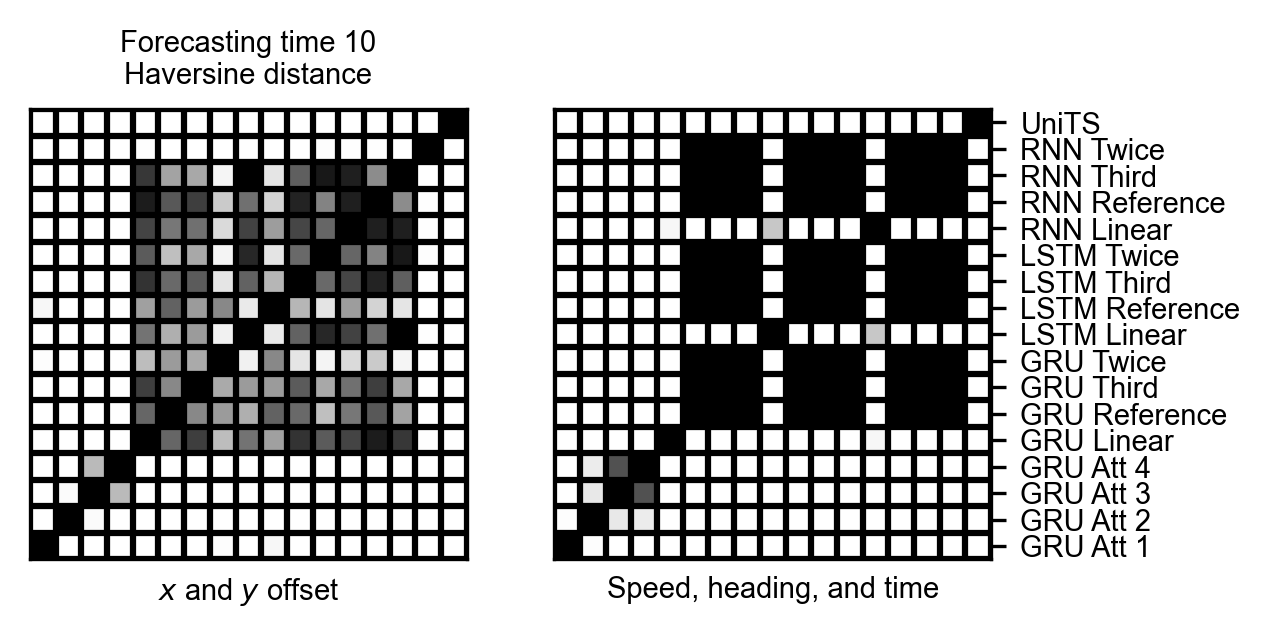 Forecasting time 10
Haversine distance
UniTS
RNN Twice
RNN Third
RNN Reference
RNN Linear
LSTM Twice
LSTM Third
LSTM Reference
LSTM Linear
GRU Twice
GRU Third
GRU Reference
GRU Linear
GRU Att 4
GRU Att 3
GRU Att 2
GRU Att 1
x and y offset
Speed, heading, and time